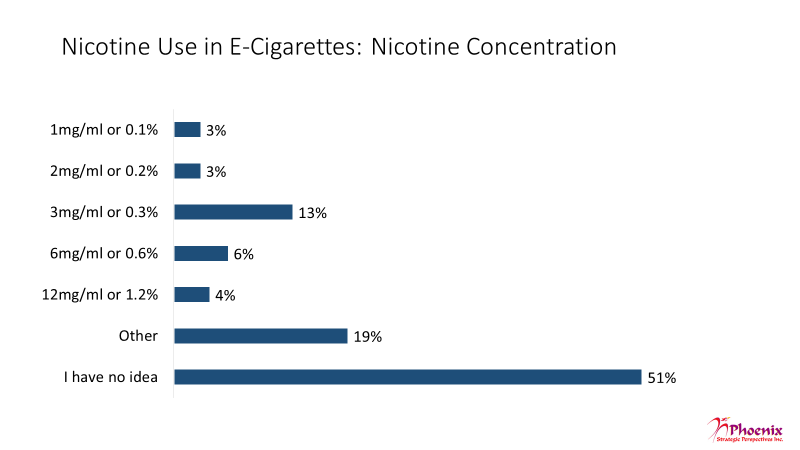 Nicotine Use in E-Cigarettes: Nicotine Concentration
1mg/ml or 0.1% 3%
2mg/ml or 0.2% 3%
3mg/ml or 0.3% 13%
6mg/ml or 0.6% 6%
12mg/ml or 1.2% 4%
Other 19%
I have no idea 51%
Phoenix
Strategic Perspectives Inc.